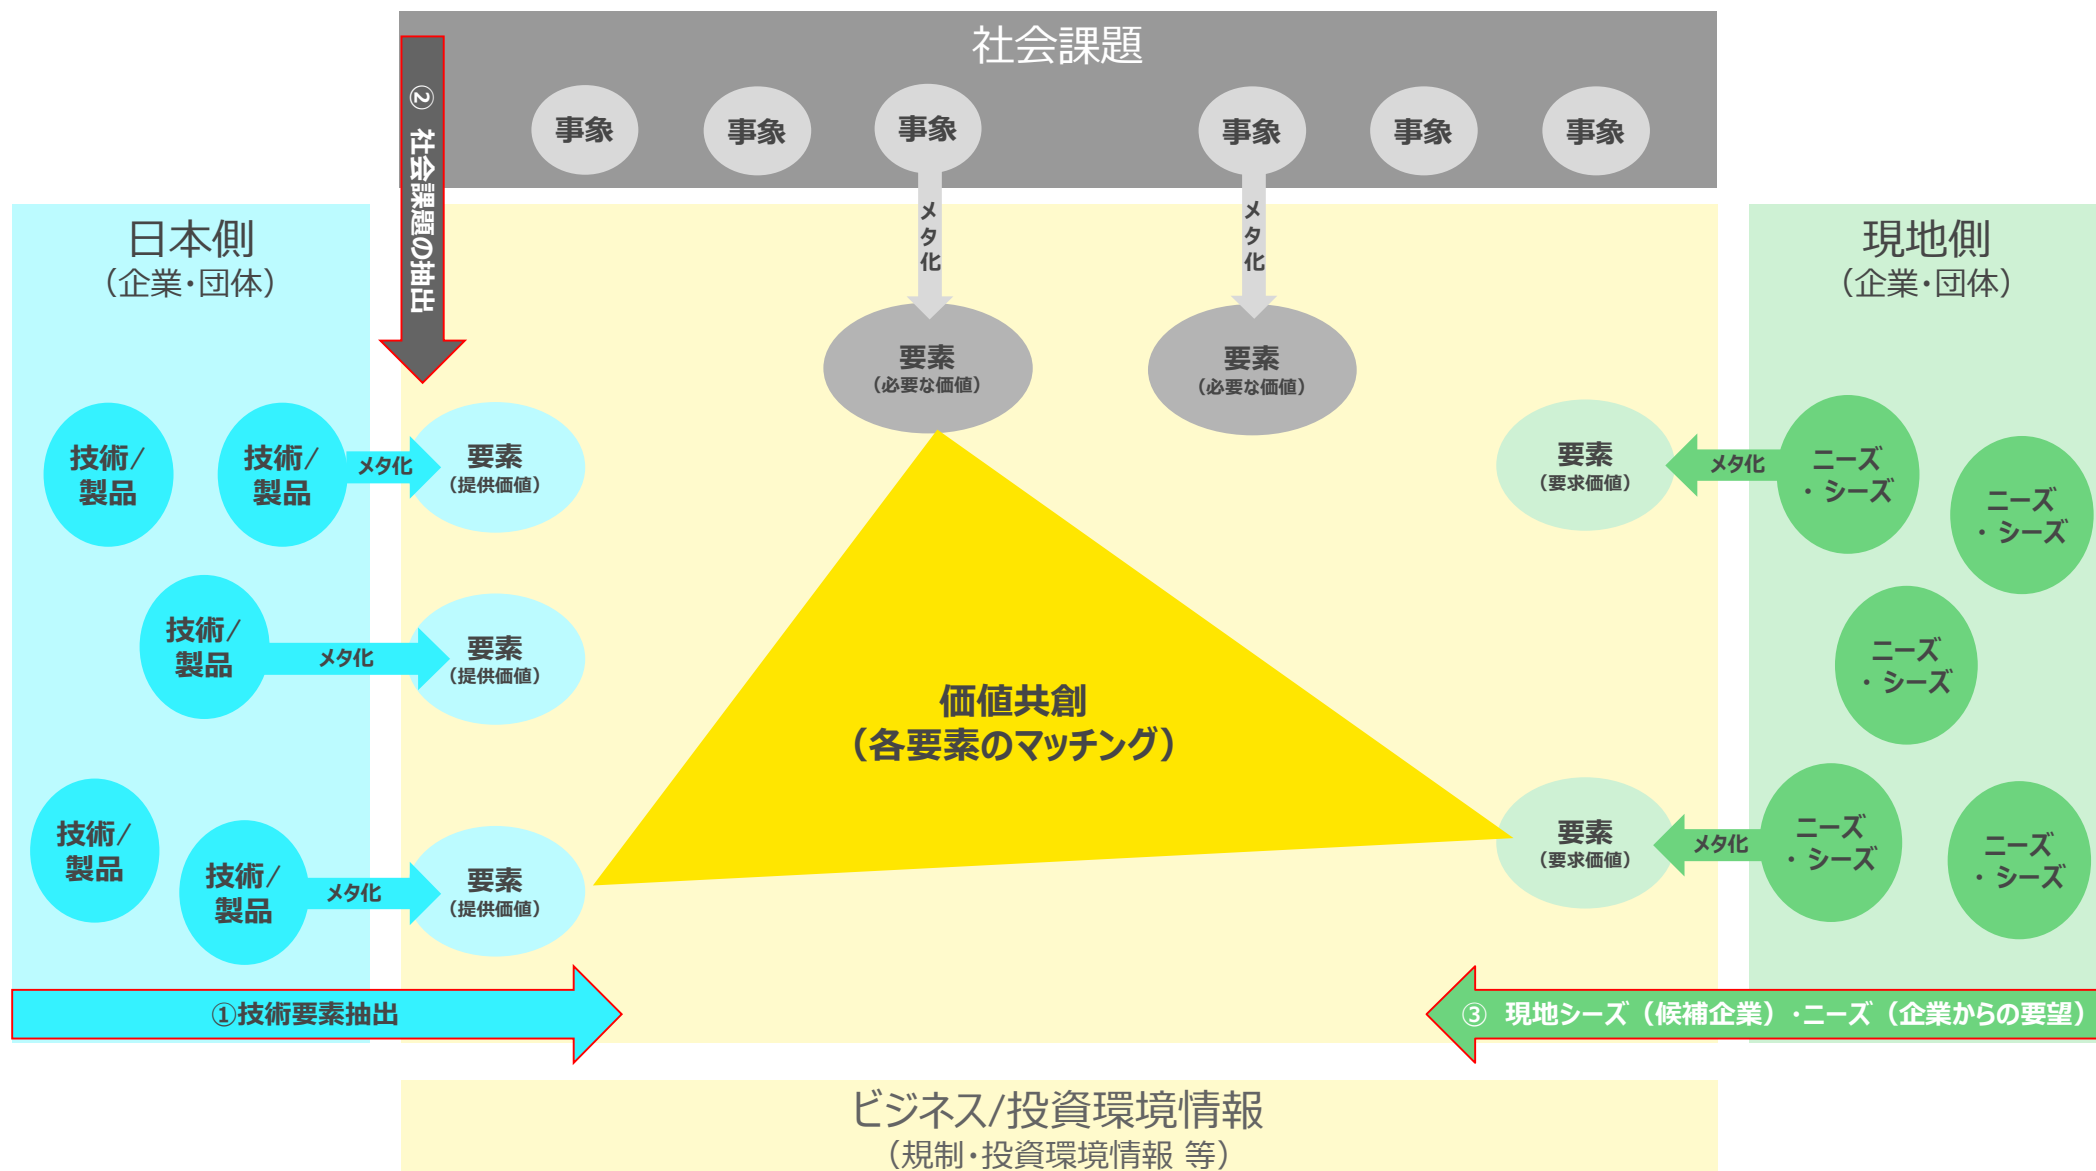 社会課題
事象
事象
事象
事象
事象
事象
② 社会課題の抽出
メタ化
メタ化
日本側
（企業・団体）
現地側
（企業・団体）
要素
（必要な価値）
要素
（必要な価値）
技術/
製品
技術/
製品
メタ化
要素
（提供価値）
要素
（要求価値）
メタ化
ニーズ
・シーズ
ニーズ
・シーズ
技術/
製品
メタ化
要素
（提供価値）
ニーズ
・シーズ
価値共創
（各要素のマッチング）
技術/
製品
技術/
製品
メタ化
要素
（提供価値）
要素
（要求価値）
メタ化
ニーズ
・シーズ
ニーズ
・シーズ
①技術要素抽出
③ 現地シーズ（候補企業）・ニーズ（企業からの要望）
ビジネス/投資環境情報
（規制・投資環境情報 等）